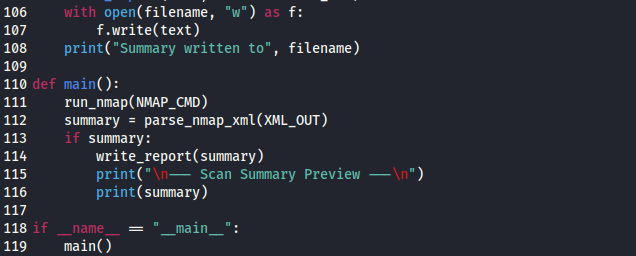 106     with open(filename, "w") as f:
107         f.write(text)
108     print("Summary written to", filename)
109
110 def main():
111     run_nmap(NMAP_CMD)
112     summary = parse_nmap_xml(XML_OUT)
113     if summary:
114         write_report(summary)
115         print("\n--- Scan Summary Preview ---\n")
116         print(summary)
117
118 if __name__ == "__main__":
119     main()